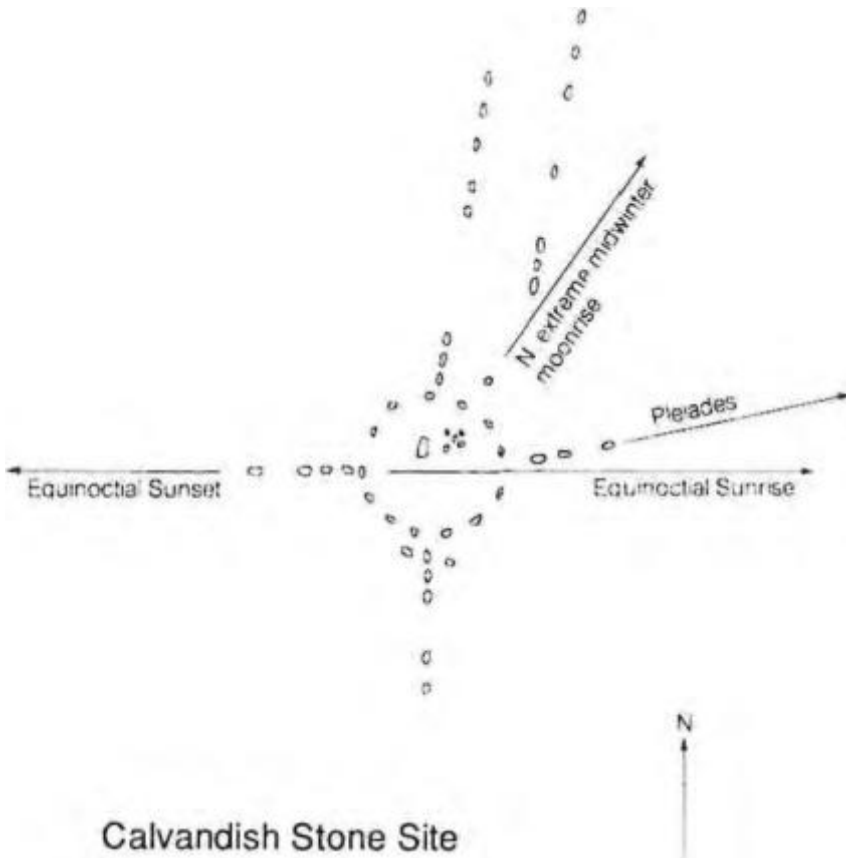 N. extreme midwinter
moonrise
Pleiades
Equinoctial Sunset
Equinoctial Sunrise
N
Calvandish Stone Site